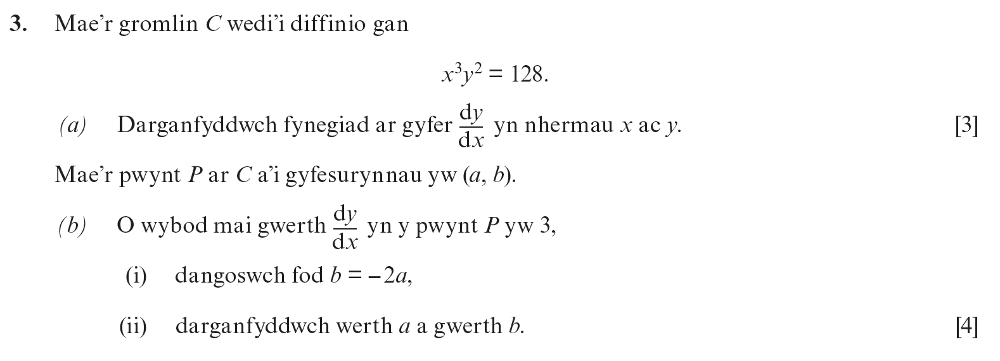 3. Mae’r gromlin C wedi’i diffinio gan
x³y² = 128.
(a) Darganfyddwch fynegiad ar gyfer dy/dx yn nhermau x ac y. [3]
Mae’r pwynt P ar C a’i gyfesurynnau yw (a, b).
(b) O wybod mai gwerth dy/dx yn y pwynt P yw 3,
(i) dangoswch fod b = −2a,
(ii) darganfyddwch werth a a gwerth b. [4]